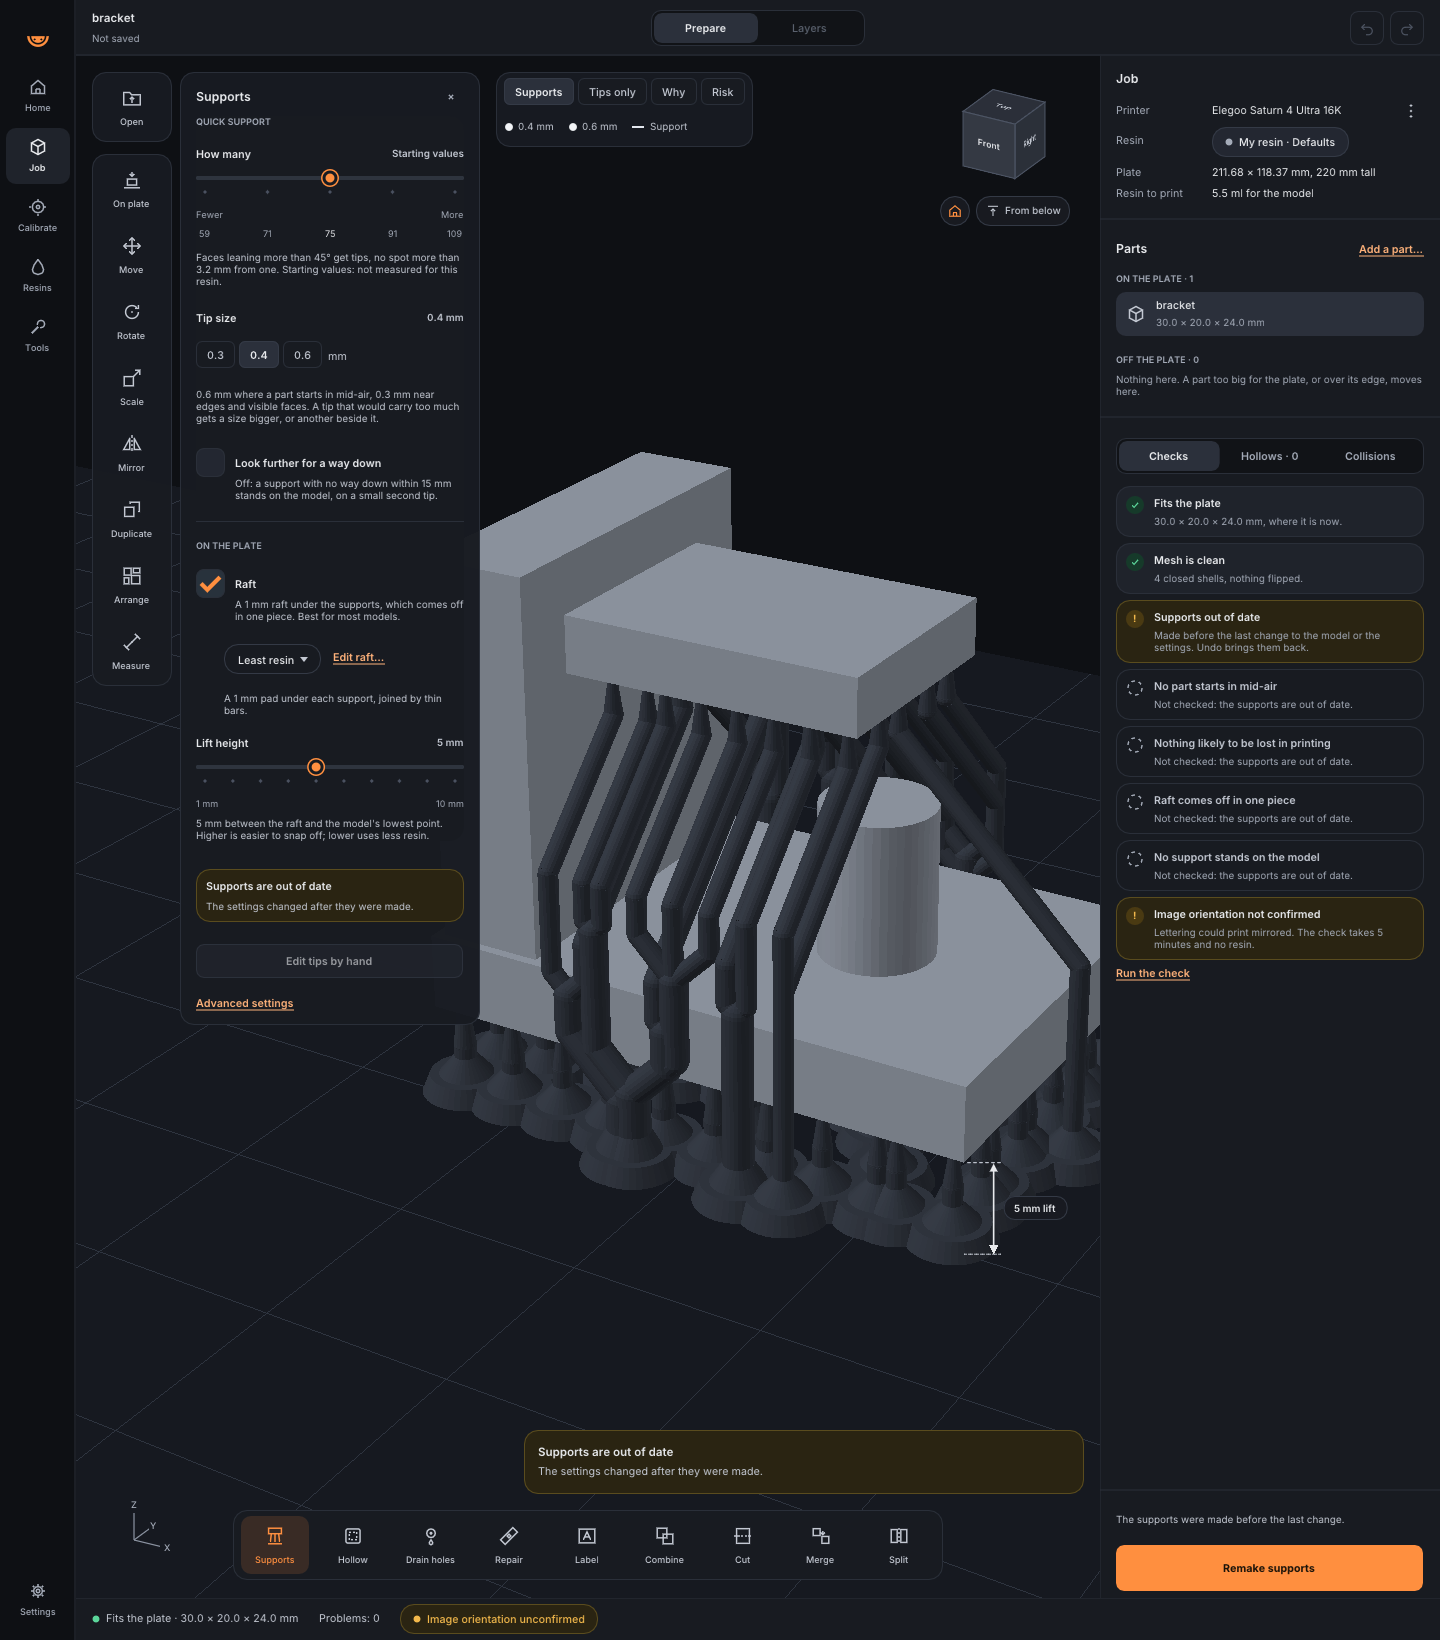 bracket
Not saved
Prepare
Layers
Home
Job
Calibrate
Resins
Tools
Settings
Open
On plate
Move
Rotate
Scale
Mirror
Duplicate
Arrange
Measure
Supports
×
QUICK SUPPORT
How many
Starting values
Fewer
More
59
71
75
91
109
Faces leaning more than 45° get tips, no spot more than
3.2 mm from one. Starting values: not measured for this
resin.
Tip size
0.4 mm
0.3
0.4
0.6
mm
0.6 mm where a part starts in mid-air, 0.3 mm near
edges and visible faces. A tip that would carry too much
gets a size bigger, or another beside it.
Look further for a way down
Off: a support with no way down within 15 mm
stands on the model, on a small second tip.
ON THE PLATE
Raft
A 1 mm raft under the supports, which comes off
in one piece. Best for most models.
Least resin
Edit raft...
A 1 mm pad under each support, joined by thin
bars.
Lift height
5 mm
1 mm
10 mm
5 mm between the raft and the model's lowest point.
Higher is easier to snap off; lower uses less resin.
Supports are out of date
The settings changed after they were made.
Edit tips by hand
Advanced settings
Supports
Tips only
Why
Risk
0.4 mm
0.6 mm
Support
Top
Front
Right
From below
5 mm lift
Supports are out of date
The settings changed after they were made.
Z
Y
X
Supports
Hollow
Drain holes
Repair
Label
Combine
Cut
Merge
Split
Job
Printer
Elegoo Saturn 4 Ultra 16K
Resin
My resin · Defaults
Plate
211.68 × 118.37 mm, 220 mm tall
Resin to print
5.5 ml for the model
Parts
Add a part...
ON THE PLATE · 1
bracket
30.0 × 20.0 × 24.0 mm
OFF THE PLATE · 0
Nothing here. A part too big for the plate, or over its edge, moves
here.
Checks
Hollows · 0
Collisions
Fits the plate
30.0 × 20.0 × 24.0 mm, where it is now.
Mesh is clean
4 closed shells, nothing flipped.
Supports out of date
Made before the last change to the model or the
settings. Undo brings them back.
No part starts in mid-air
Not checked: the supports are out of date.
Nothing likely to be lost in printing
Not checked: the supports are out of date.
Raft comes off in one piece
Not checked: the supports are out of date.
No support stands on the model
Not checked: the supports are out of date.
Image orientation not confirmed
Lettering could print mirrored. The check takes 5
minutes and no resin.
Run the check
The supports were made before the last change.
Remake supports
Fits the plate · 30.0 × 20.0 × 24.0 mm
Problems: 0
Image orientation unconfirmed